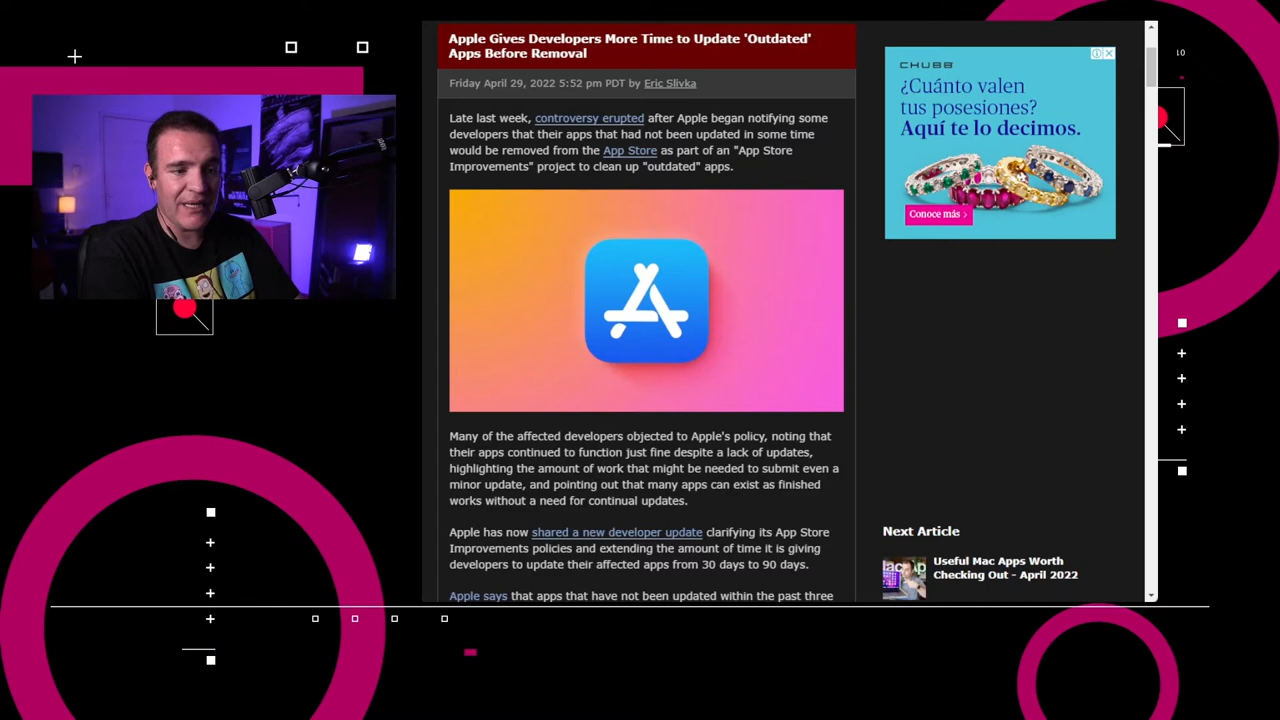 Apple Gives Developers More Time to Update 'Outdated'
Apps Before Removal
Friday April 29, 2022 5:52 pm PDT by Eric Slivka
Late last week, controversy erupted after Apple began notifying some
developers that their apps that had not been updated in some time
would be removed from the App Store as part of an "App Store
Improvements" project to clean up "outdated" apps.
Many of the affected developers objected to Apple's policy, noting that
their apps continued to function just fine despite a lack of updates,
highlighting the amount of work that might be needed to submit even a
minor update, and pointing out that many apps can exist as finished
works without a need for continual updates.
Apple has now shared a new developer update clarifying its App Store
Improvements policies and extending the amount of time it is giving
developers to update their affected apps from 30 days to 90 days.
Apple says that apps that have not been updated within the past three
CHUBB
¿Cuánto valen
tus posesiones?
Aquí te lo decimos.
Conoce más >
Next Article
Useful Mac Apps Worth
Checking Out - April 2022